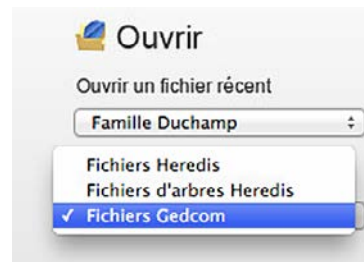 Ouvrir
Ouvrir un fichier récent
Famille Duchamp
Fichiers Heredis
Fichiers d'arbres Heredis
✓ Fichiers Gedcom